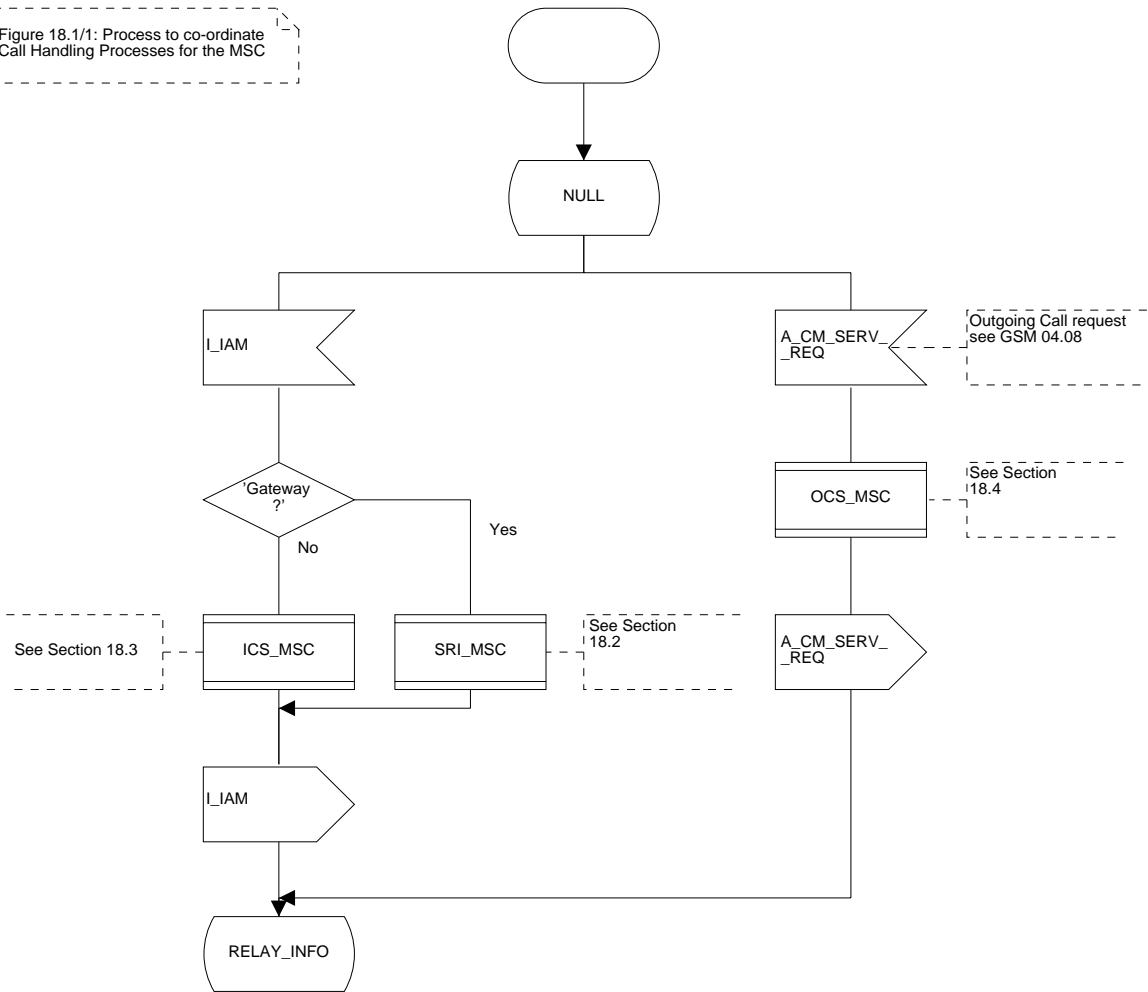 Figure 18.1/1: Process to co-ordinate
Call Handling Processes for the MSC
NULL
I_IAM
A_CM_SERV_
_REQ
Outgoing Call request
see GSM 04.08
'Gateway
?'
No
Yes
OCS_MSC
See Section
18.4
See Section 18.3
ICS_MSC
SRI_MSC
See Section
18.2
A_CM_SERV_
_REQ
I_IAM
RELAY_INFO